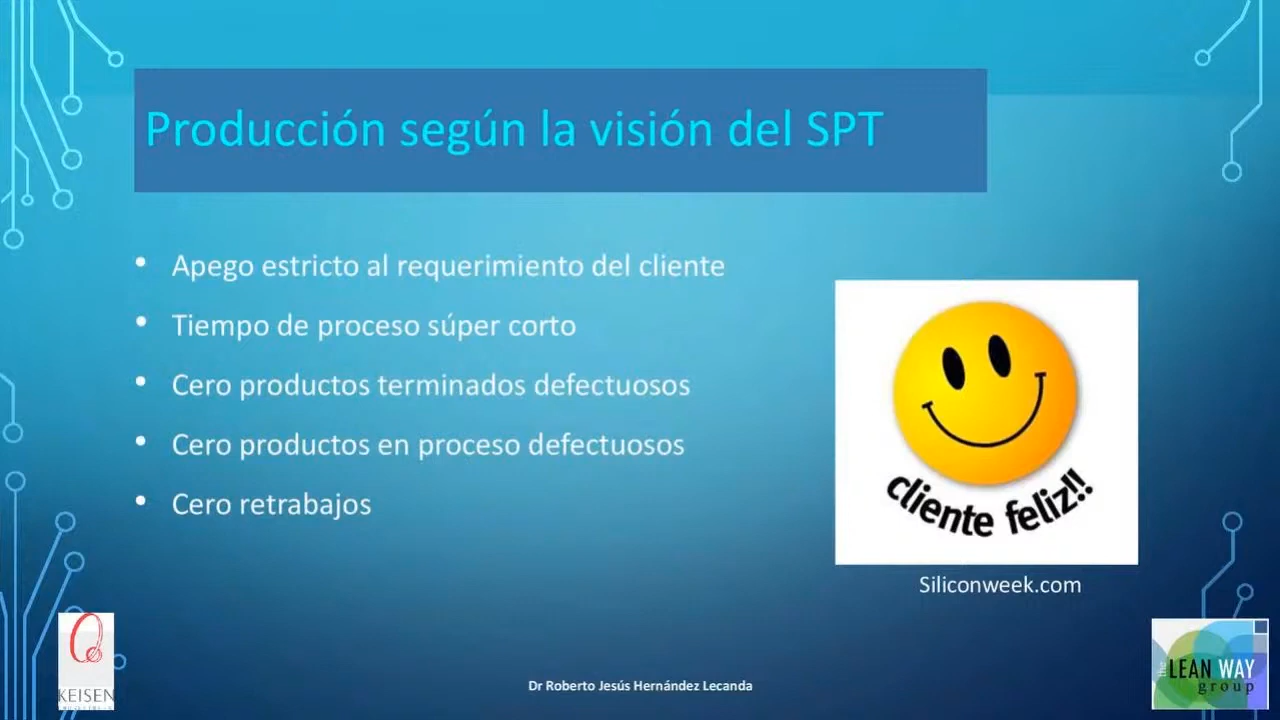 Producción según la visión del SPT
• Apego estricto al requerimiento del cliente
• Tiempo de proceso súper corto
• Cero productos terminados defectuosos
• Cero productos en proceso defectuosos
• Cero retrabajos
cliente feliz!!
Siliconweek.com
KEISEN
Dr Roberto Jesús Hernández Lecanda
the LEAN WAY
group